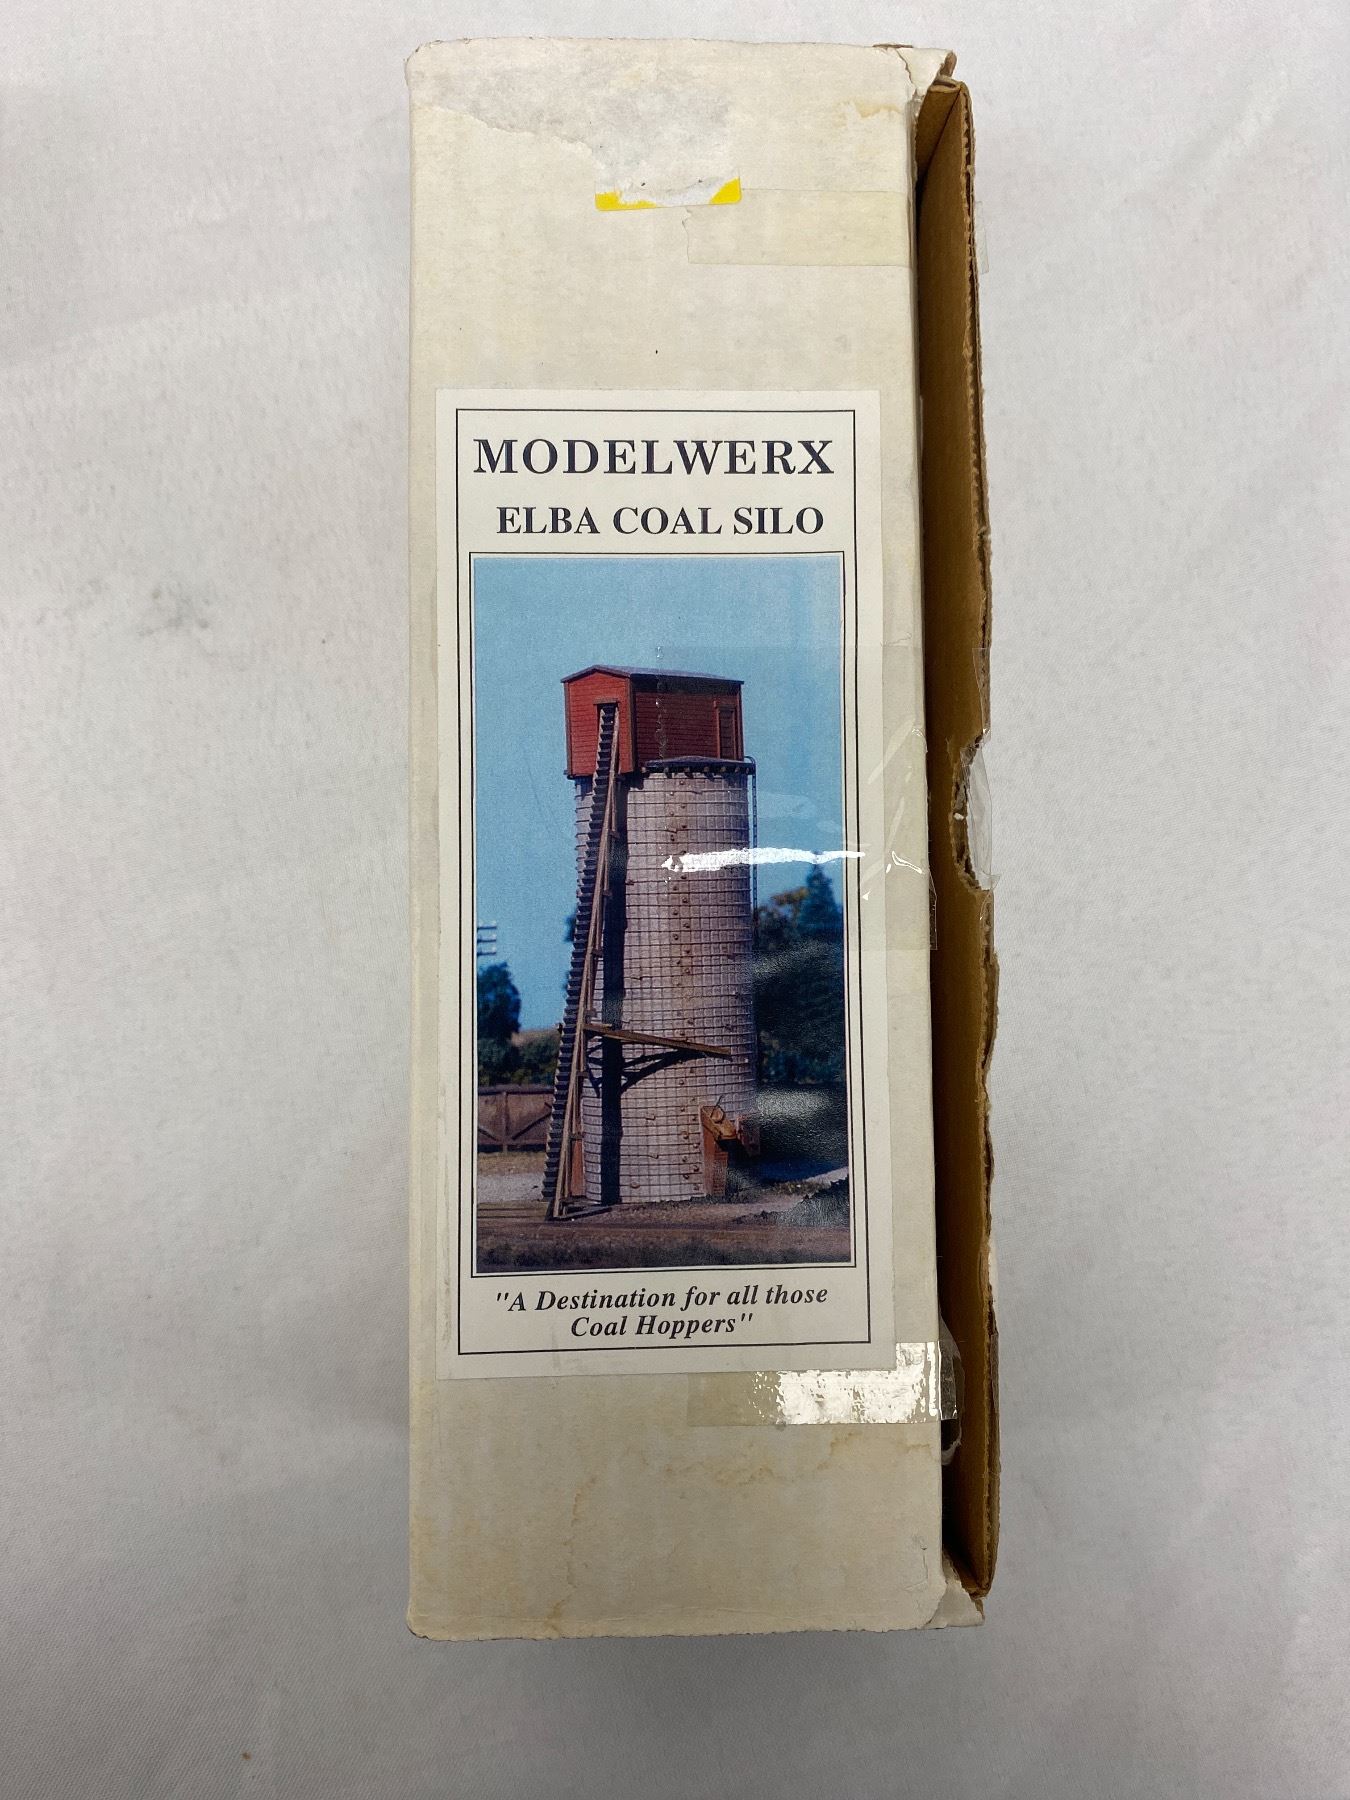 MODELWERX
ELBA COAL SILO
"A Destination for all those
Coal Hoppers"